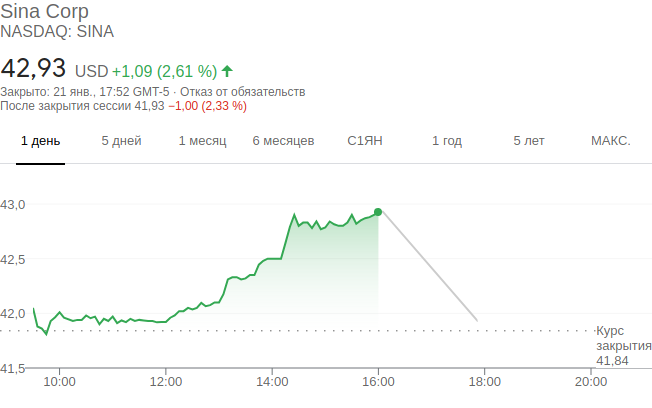 Sina Corp
NASDAQ: SINA
42,93 USD +1,09 (2,61 %)
Закрыто: 21 янв., 17:52 GMT-5 · Отказ от обязательств
После закрытия сессии 41,93 −1,00 (2,33 %)
1 день 5 дней 1 месяц 6 месяцев С1ЯН 1 год 5 лет МАКС.
43,0
42,5
42,0
Курс
закрытия
41,84
41,5
10:00 12:00 14:00 16:00 18:00 20:00